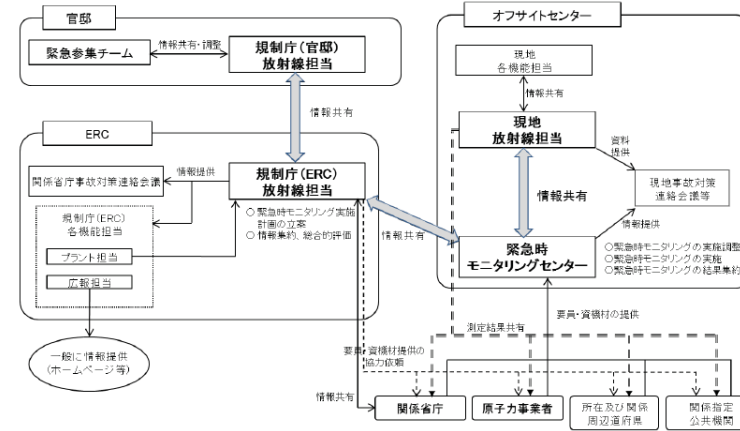 官邸
緊急参集チーム
情報共有・調整
規制庁(官邸)
放射線担当
情報共有
ERC
関係省庁事故対策連絡会議
情報提供
規制庁(ERC)
放射線担当
○ 緊急時モニタリング実施
計画の立案
○ 情報集約、総合的評価
規制庁(ERC)
各機能担当
プラント担当
広報担当
一般に情報提供
(ホームページ等)
情報共有
オフサイトセンター
現地
各機能担当
情報共有
現地
放射線担当
資料
提供
情報共有
現地事故対策
連絡会議等
情報提供
緊急時
モニタリングセンター
○緊急時モニタリングの実施調整
○緊急時モニタリングの実施
○緊急時モニタリングの結果集約
要員・資機材の提供
測定結果共有
要員・資機材提供の
協力依頼
情報共有
関係省庁
原子力事業者
所在及び関係
周辺道府県
関係指定
公共機関